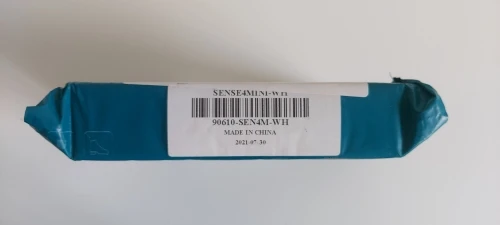 SENSE4MINI-WH
90610-SEN4M-WH
MADE IN CHINA
2021-07-30